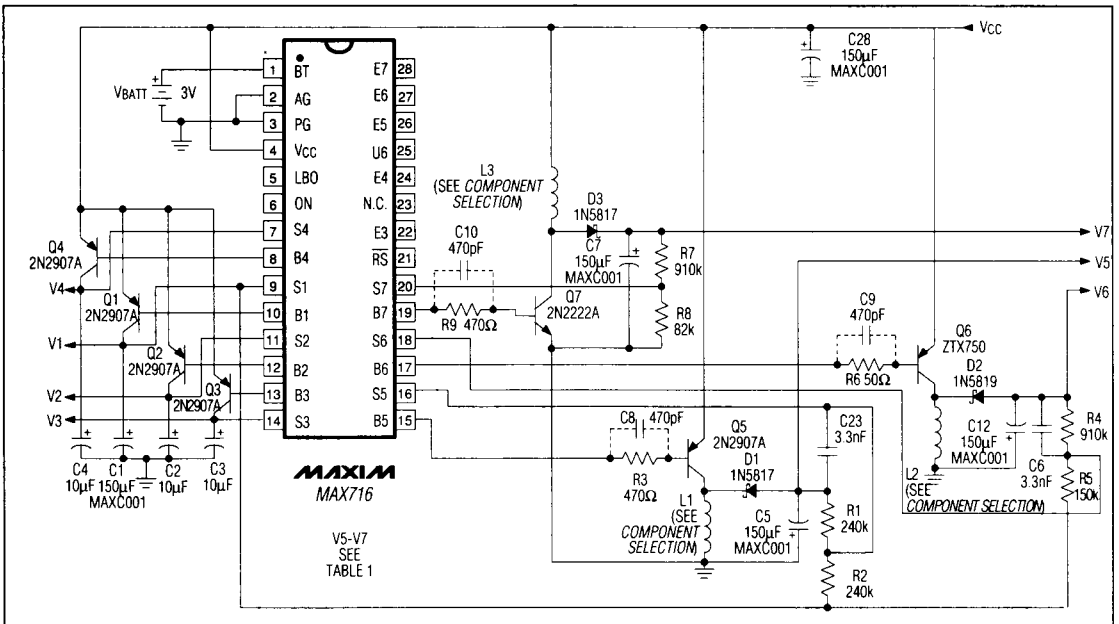 VCC
C28
150µF
MAXC001
VBATT
3V
1 BT
2 AG
3 PG
4 VCC
5 LBO
6 ON
7 S4
8 B4
9 S1
10 B1
11 S2
12 B2
13 B3
14 S3
E7 28
E6 27
E5 26
U6 25
E4 24
N.C. 23
E3 22
RS 21
S7 20
B7 19
S6 18
B6 17
S5 16
B5 15
MAXIM
MAX716
V5-V7
SEE
TABLE 1
Q4
2N2907A
V4
Q1
2N2907A
V1
Q2
2N2907A
V2
Q3
2N2907A
V3
C4
10µF
C1
150µF
MAXC001
C2
10µF
C3
10µF
L3
(SEE COMPONENT
SELECTION)
C10
470pF
R9 470Ω
D3
1N5817
C7
150µF
MAXC001
Q7
2N2222A
R7
910k
R8
82k
V7
V5
V6
C9
470pF
R6 50Ω
Q6
ZTX750
D2
1N5819
C12
150µF
MAXC001
C6
3.3nF
R4
910k
R5
150k
L2
(SEE
COMPONENT SELECTION)
C8 470pF
R3
470Ω
Q5
2N2907A
D1
1N5817
L1
(SEE
COMPONENT
SELECTION)
C5
150µF
MAXC001
C23
3.3nF
R1
240k
R2
240k